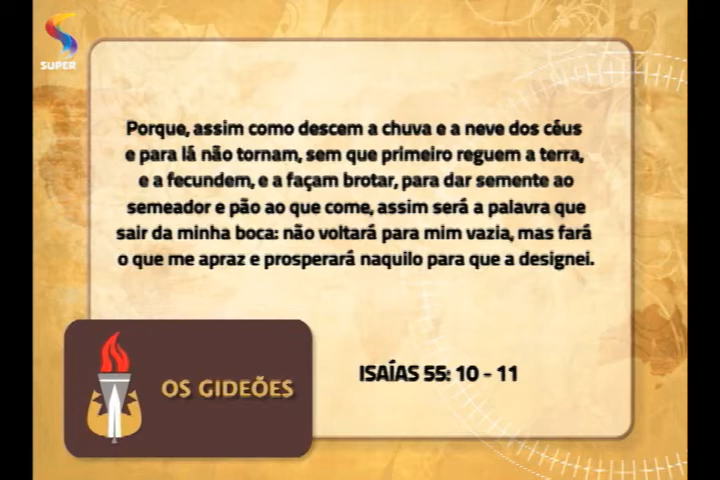 SUPER
Porque, assim como descem a chuva e a neve dos céus
e para lá não tornam, sem que primeiro reguem a terra,
e a fecundem, e a façam brotar, para dar semente ao
semeador e pão ao que come, assim será a palavra que
sair da minha boca: não voltará para mim vazia, mas fará
o que me apraz e prosperará naquilo para que a designei.
OS GIDEÕES
ISAÍAS 55: 10 - 11